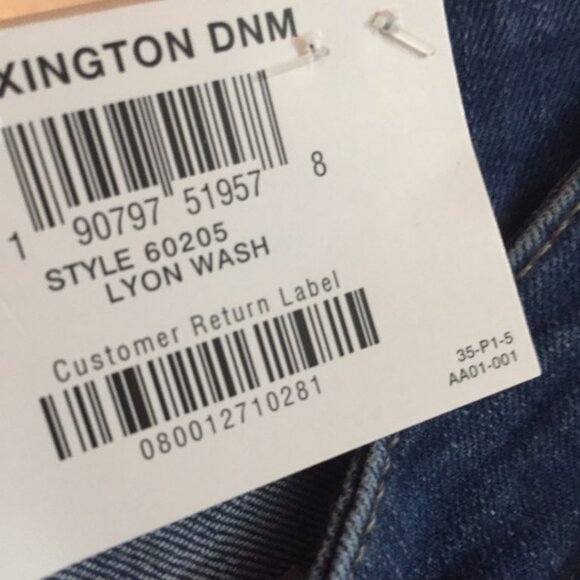 XINGTON DNM
1 90797 51957 8
STYLE 60205
LYON WASH
Customer Return Label
080012710281
35-P1-5
AA01-001